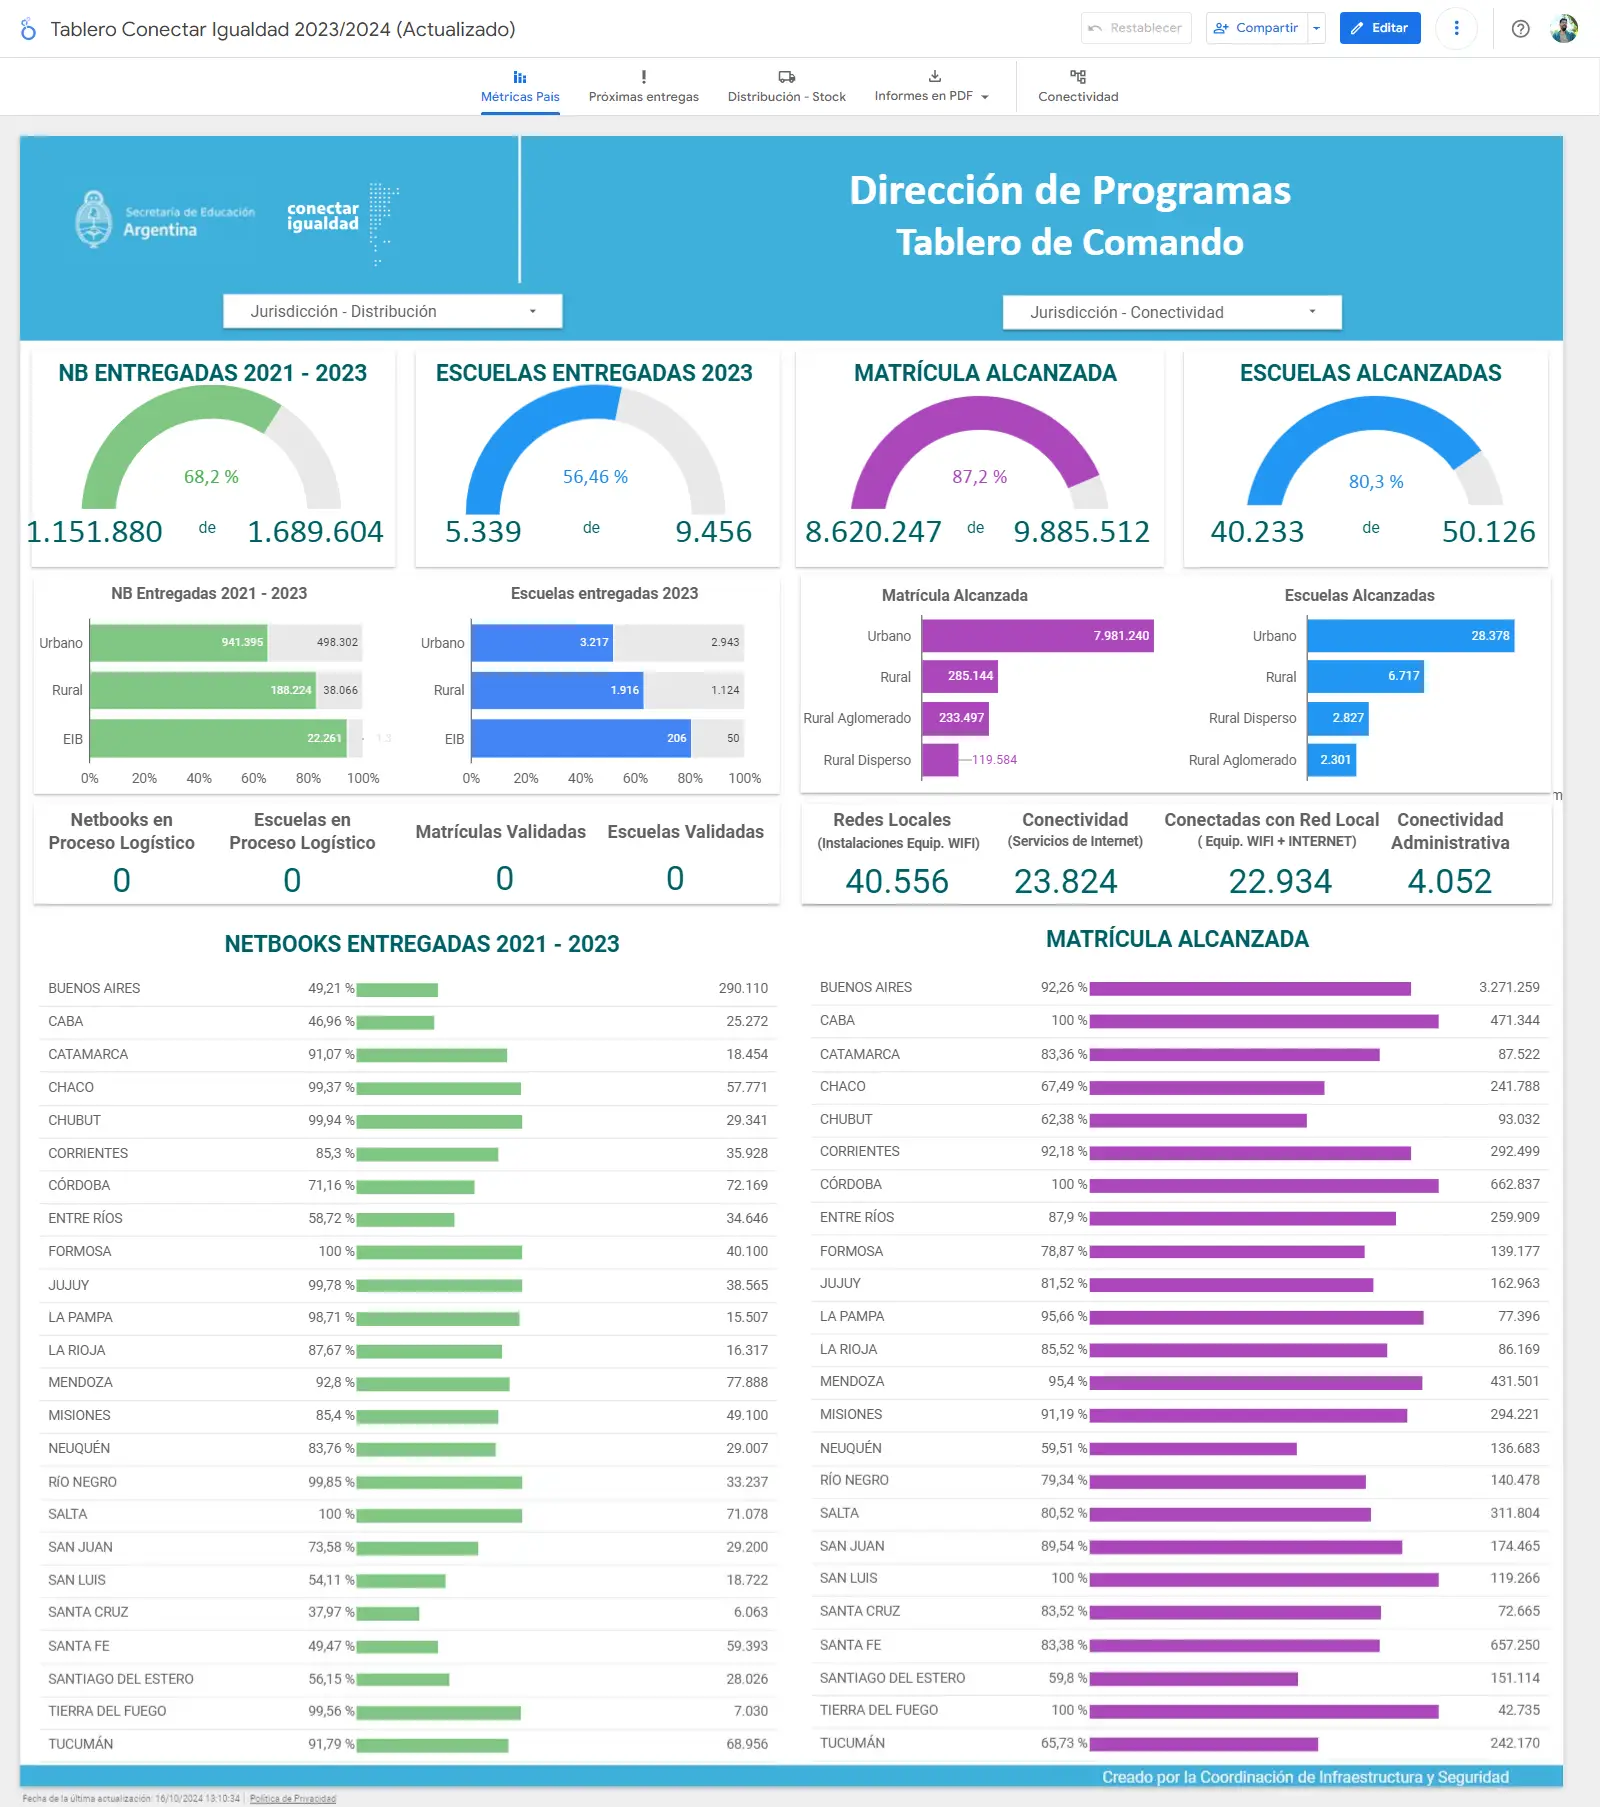 Tablero Conectar Igualdad 2023/2024 (Actualizado)
Restablecer
Compartir
Editar
Métricas País
Próximas entregas
Distribución - Stock
Informes en PDF
Conectividad
Secretaría de Educación
Argentina
conectar
igualdad
Dirección de Programas
Tablero de Comando
Jurisdicción - Distribución
Jurisdicción - Conectividad
NB ENTREGADAS 2021 - 2023
68,2 %
1.151.880 de 1.689.604
ESCUELAS ENTREGADAS 2023
56,46 %
5.339 de 9.456
MATRÍCULA ALCANZADA
87,2 %
8.620.247 de 9.885.512
ESCUELAS ALCANZADAS
80,3 %
40.233 de 50.126
NB Entregadas 2021 - 2023
Urbano 941.395 498.302
Rural 188.224 38.066
EIB 22.261 1.3
0% 20% 40% 60% 80% 100%
Escuelas entregadas 2023
Urbano 3.217 2.943
Rural 1.916 1.124
EIB 206 50
0% 20% 40% 60% 80% 100%
Matrícula Alcanzada
Urbano 7.981.240
Rural 285.144
Rural Aglomerado 233.497
Rural Disperso 119.584
Escuelas Alcanzadas
Urbano 28.378
Rural 6.717
Rural Disperso 2.827
Rural Aglomerado 2.301
m
Netbooks en
Proceso Logístico
0
Escuelas en
Proceso Logístico
0
Matrículas Validadas
0
Escuelas Validadas
0
Redes Locales
(Instalaciones Equip. WIFI)
40.556
Conectividad
(Servicios de Internet)
23.824
Conectadas con Red Local
( Equip. WIFI + INTERNET)
22.934
Conectividad
Administrativa
4.052
NETBOOKS ENTREGADAS 2021 - 2023
BUENOS AIRES 49,21 % 290.110
CABA 46,96 % 25.272
CATAMARCA 91,07 % 18.454
CHACO 99,37 % 57.771
CHUBUT 99,94 % 29.341
CORRIENTES 85,3 % 35.928
CÓRDOBA 71,16 % 72.169
ENTRE RÍOS 58,72 % 34.646
FORMOSA 100 % 40.100
JUJUY 99,78 % 38.565
LA PAMPA 98,71 % 15.507
LA RIOJA 87,67 % 16.317
MENDOZA 92,8 % 77.888
MISIONES 85,4 % 49.100
NEUQUÉN 83,76 % 29.007
RÍO NEGRO 99,85 % 33.237
SALTA 100 % 71.078
SAN JUAN 73,58 % 29.200
SAN LUIS 54,11 % 18.722
SANTA CRUZ 37,97 % 6.063
SANTA FE 49,47 % 59.393
SANTIAGO DEL ESTERO 56,15 % 28.026
TIERRA DEL FUEGO 99,56 % 7.030
TUCUMÁN 91,79 % 68.956
MATRÍCULA ALCANZADA
BUENOS AIRES 92,26 % 3.271.259
CABA 100 % 471.344
CATAMARCA 83,36 % 87.522
CHACO 67,49 % 241.788
CHUBUT 62,38 % 93.032
CORRIENTES 92,18 % 292.499
CÓRDOBA 100 % 662.837
ENTRE RÍOS 87,9 % 259.909
FORMOSA 78,87 % 139.177
JUJUY 81,52 % 162.963
LA PAMPA 95,66 % 77.396
LA RIOJA 85,52 % 86.169
MENDOZA 95,4 % 431.501
MISIONES 91,19 % 294.221
NEUQUÉN 59,51 % 136.683
RÍO NEGRO 79,34 % 140.478
SALTA 80,52 % 311.804
SAN JUAN 89,54 % 174.465
SAN LUIS 100 % 119.266
SANTA CRUZ 83,52 % 72.665
SANTA FE 83,38 % 657.250
SANTIAGO DEL ESTERO 59,8 % 151.114
TIERRA DEL FUEGO 100 % 42.735
TUCUMÁN 65,73 % 242.170
Creado por la Coordinación de Infraestructura y Seguridad
Fecha de la última actualización: 16/10/2024 13:10:34
Política de Privacidad